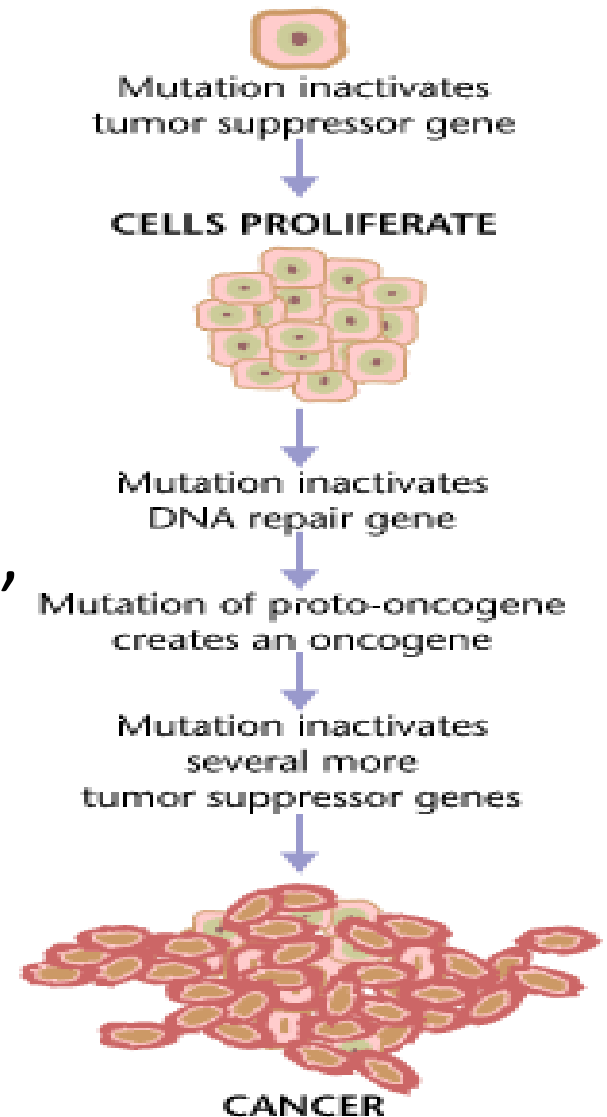 Mutation inactivates
tumor suppressor gene
CELLS PROLIFERATE
Mutation inactivates
DNA repair gene
,
Mutation of proto-oncogene
creates an oncogene
Mutation inactivates
several more
tumor suppressor genes
CANCER